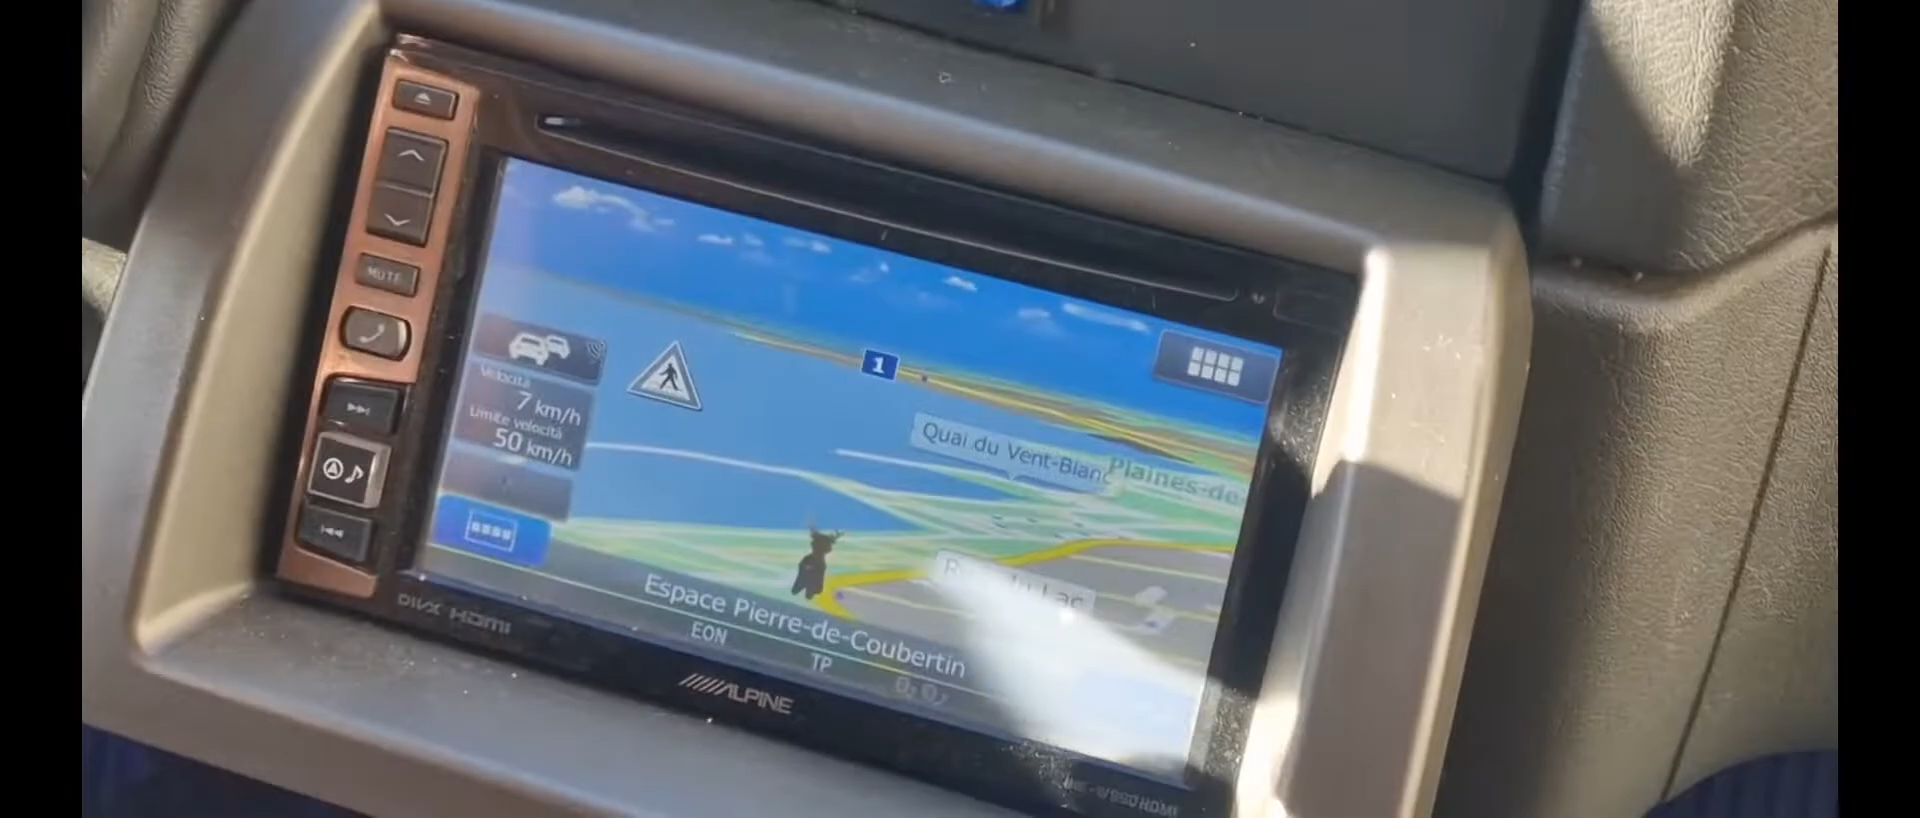 MUTE
1
Velocità
7 km/h
Limite velocità
50 km/h
Quai du Vent-Blanc
Plaines-de-
Espace Pierre-de-Coubertin
EON
TP
DIVX HDMI
ALPINE